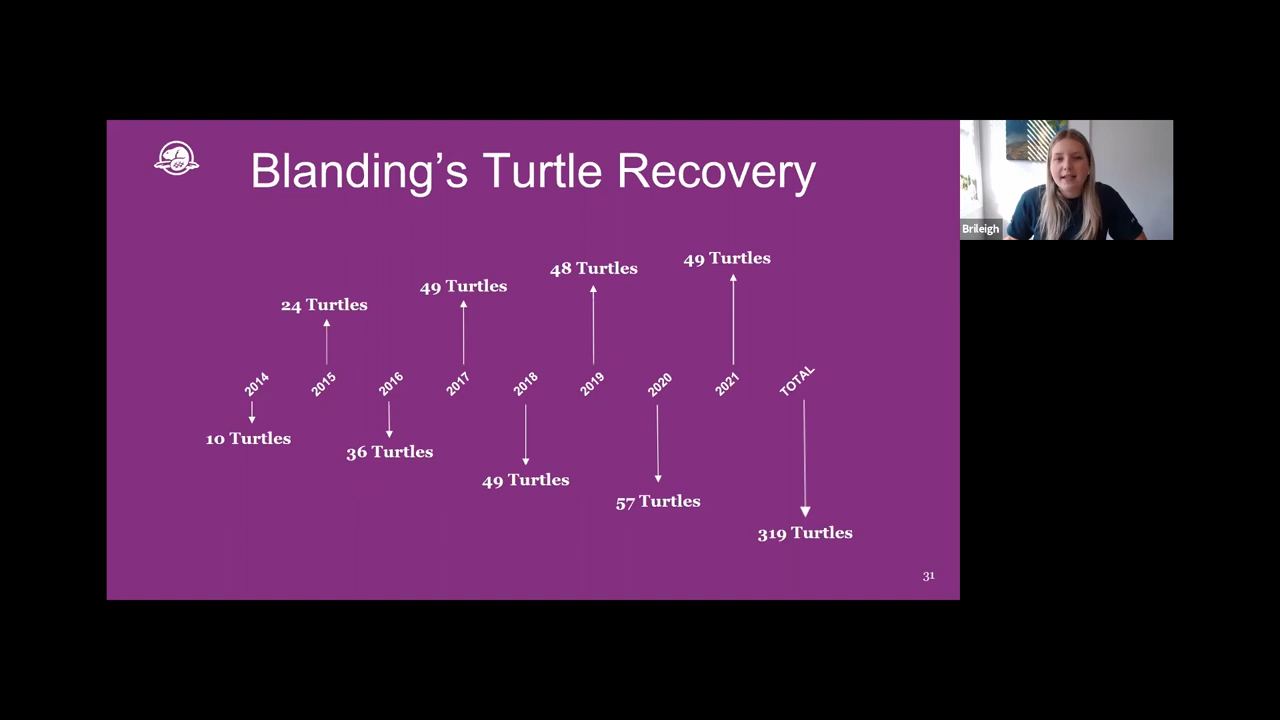 Blanding's Turtle Recovery
Brileigh
49 Turtles
48 Turtles
49 Turtles
24 Turtles
2014
2015
2016
2017
2018
2019
2020
2021
TOTAL
10 Turtles
36 Turtles
49 Turtles
57 Turtles
319 Turtles
31